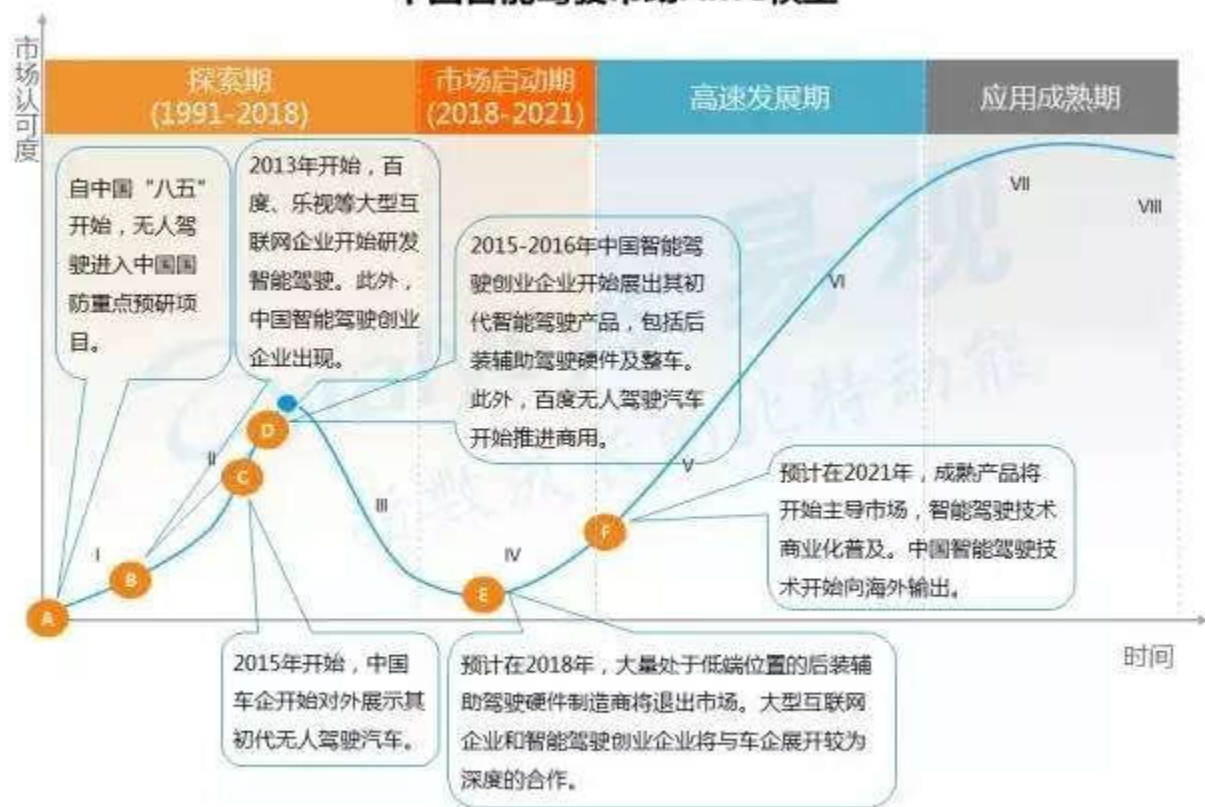 市场认可度
探索期
(1991-2018)
市场启动期
(2018-2021)
高速发展期
应用成熟期
自中国“八五”
开始，无人驾
驶进入中国国
防重点预研项
目。
2013年开始，百
度、乐视等大型互
联网企业开始研发
智能驾驶。此外，
中国智能驾驶创业
企业出现。
2015-2016年中国智能驾
驶创业企业开始展出其初
代智能驾驶产品，包括后
装辅助驾驶硬件及整车。
此外，百度无人驾驶汽车
开始推进商用。
预计在2021年，成熟产品将
开始主导市场，智能驾驶技术
商业化普及。中国智能驾驶技
术开始向海外输出。
A
I
B
II
C
D
III
E
IV
F
V
VI
VII
VIII
2015年开始，中国
车企开始对外展示其
初代无人驾驶汽车。
预计在2018年，大量处于低端位置的后装辅
助驾驶硬件制造商将退出市场。大型互联网
企业和智能驾驶创业企业将与车企展开较为
深度的合作。
时间
易观